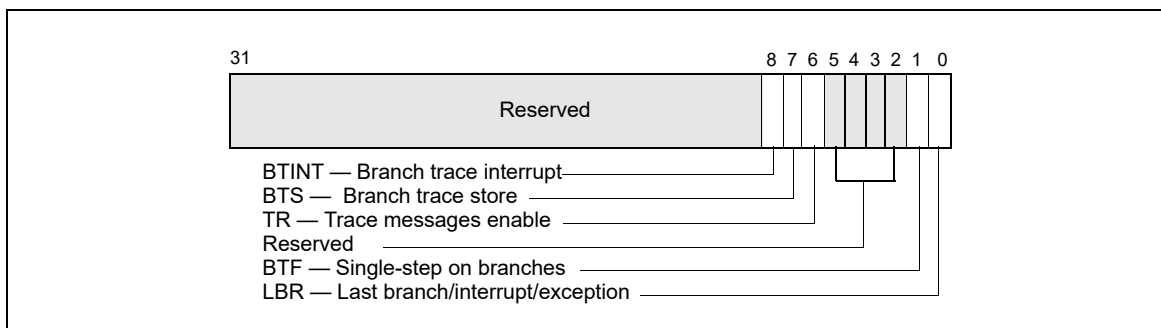 31 8 7 6 5 4 3 2 1 0
Reserved
BTINT — Branch trace interrupt
BTS — Branch trace store
TR — Trace messages enable
Reserved
BTF — Single-step on branches
LBR — Last branch/interrupt/exception